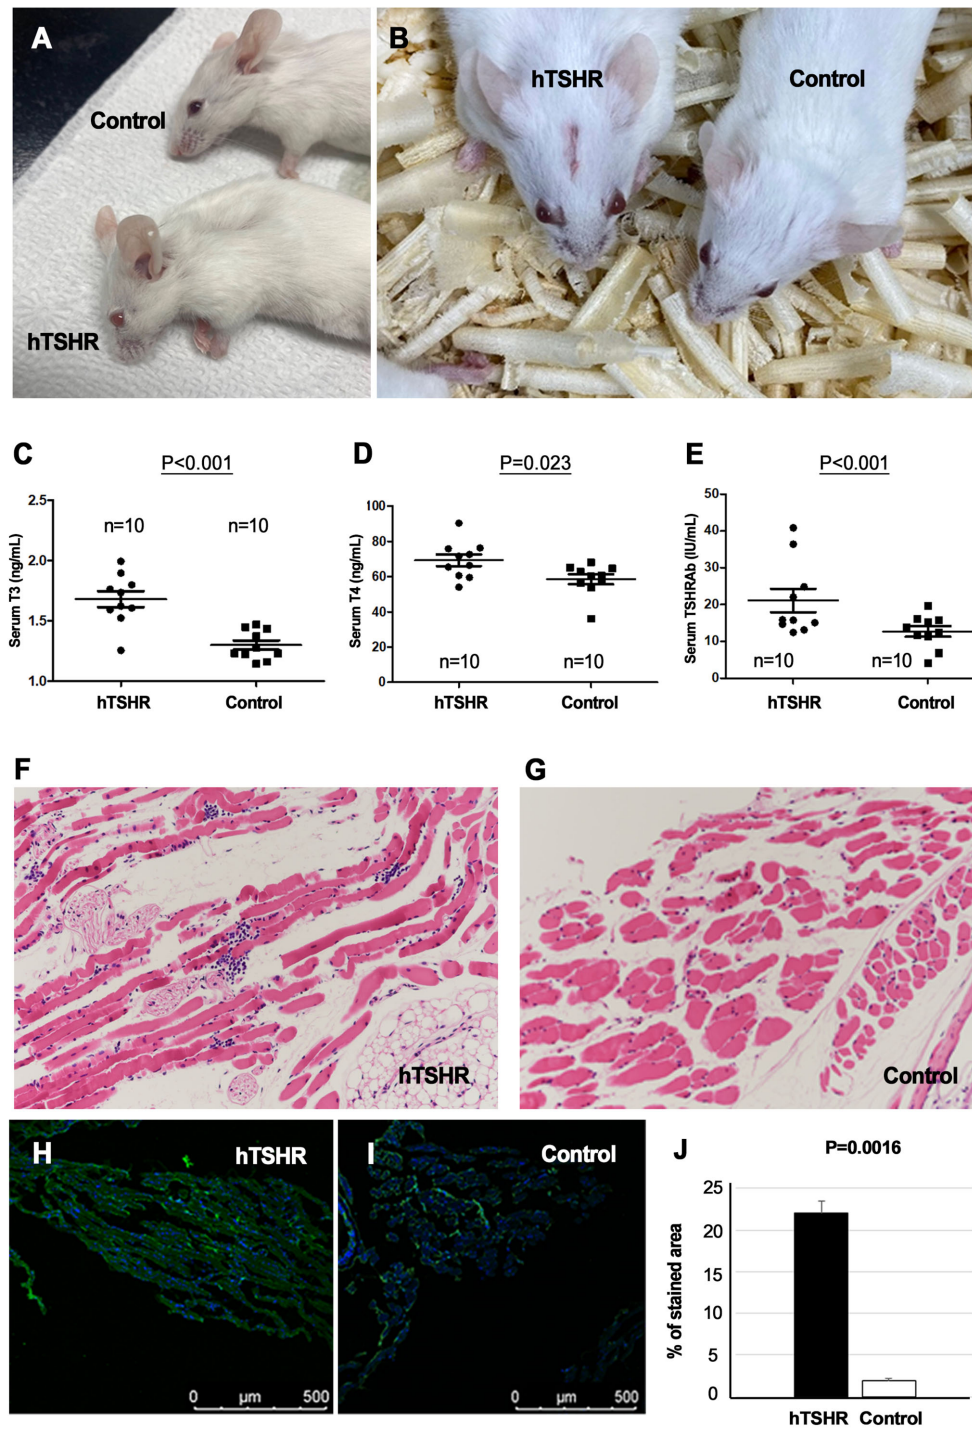 A
Control
hTSHR
B
hTSHR
Control
C
P<0.001
2.5
2.0
1.5
1.0
Serum T3 (ng/mL)
n=10
n=10
hTSHR
Control
D
P=0.023
100
80
60
40
20
0
Serum T4 (ng/mL)
n=10
n=10
hTSHR
Control
E
P<0.001
50
40
30
20
10
0
Serum TSHRAb (IU/mL)
n=10
n=10
hTSHR
Control
F
hTSHR
G
Control
H
hTSHR
0 µm 500
I
Control
0 µm 500
J
P=0.0016
25
20
15
10
5
0
% of stained area
hTSHR
Control